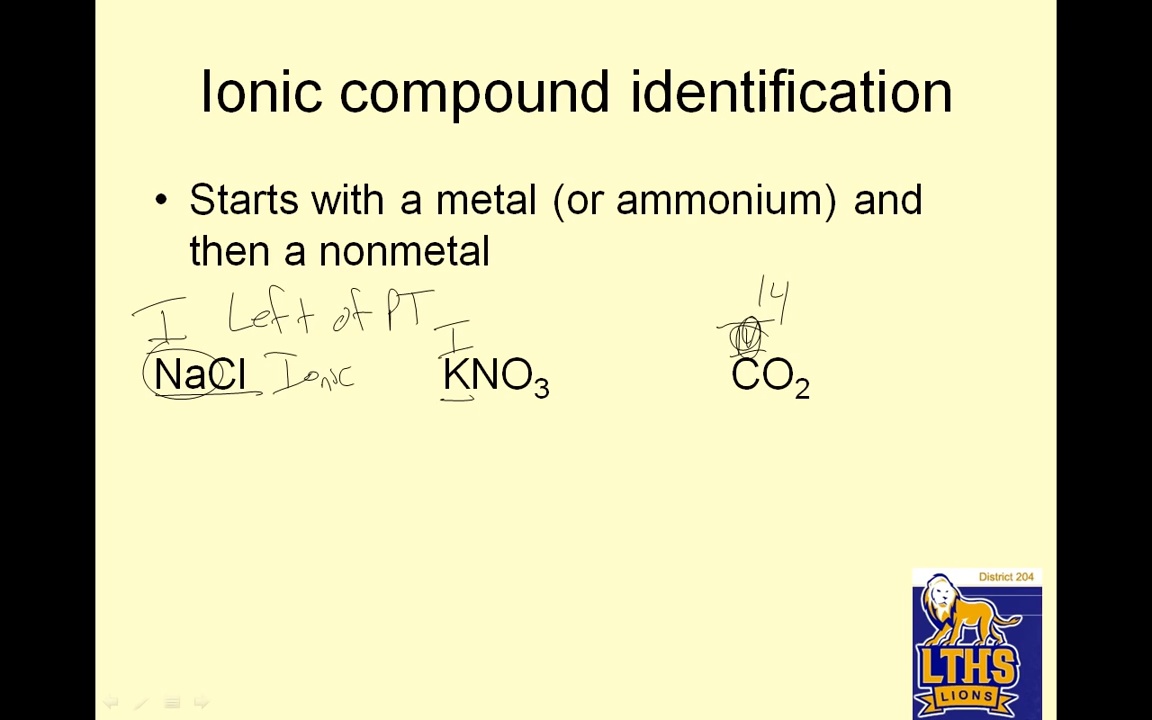 Ionic compound identification
• Starts with a metal (or ammonium) and
then a nonmetal
I Left of PT I 14
NaCl Ionic KNO3 CO2
District 204
LTHS
LIONS